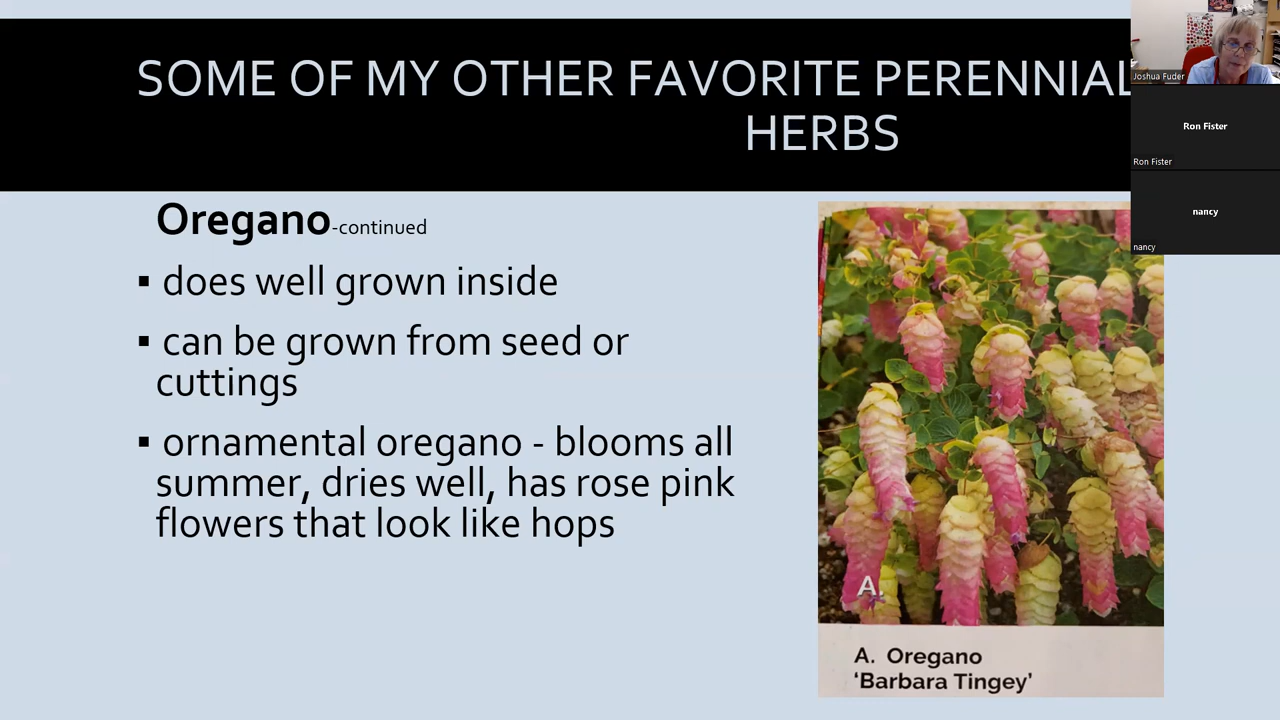 SOME OF MY OTHER FAVORITE PERENNIAL
HERBS
Joshua Fuder
Ron Fister
Ron Fister
nancy
nancy
Oregano-continued
▪ does well grown inside
▪ can be grown from seed or
cuttings
▪ ornamental oregano - blooms all
summer, dries well, has rose pink
flowers that look like hops
A.
A. Oregano
‘Barbara Tingey’